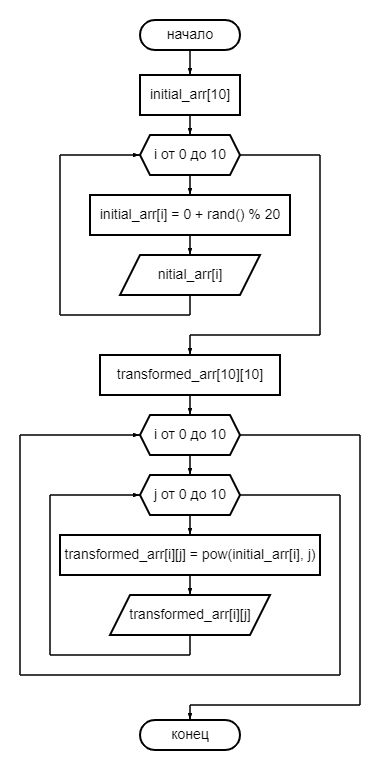 начало
initial_arr[10]
i от 0 до 10
initial_arr[i] = 0 + rand() % 20
nitial_arr[i]
transformed_arr[10][10]
i от 0 до 10
j от 0 до 10
transformed_arr[i][j] = pow(initial_arr[i], j)
transformed_arr[i][j]
конец